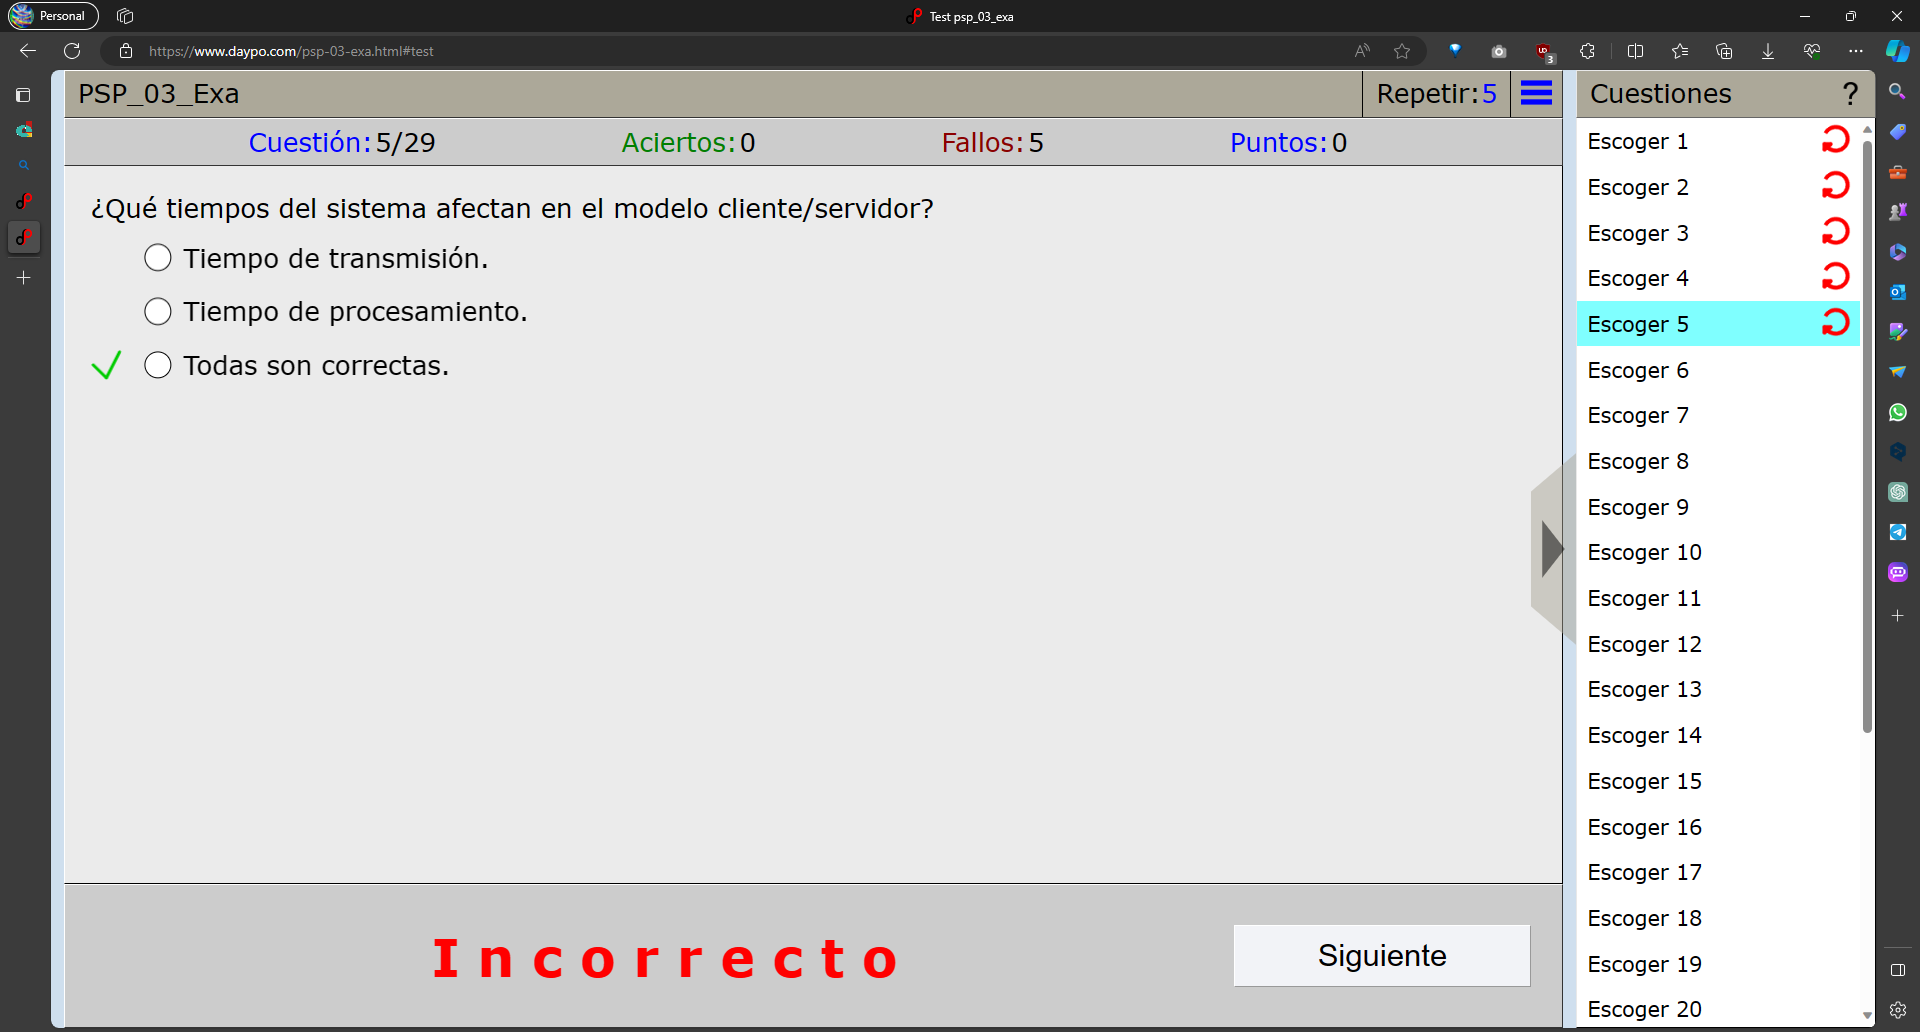 Personal
Test psp_03_exa
https://www.daypo.com/psp-03-exa.html#test
3
PSP_03_Exa
Repetir:5
Cuestiones
?
Cuestión:5/29
Aciertos:0
Fallos:5
Puntos:0
¿Qué tiempos del sistema afectan en el modelo cliente/servidor?
Tiempo de transmisión.
Tiempo de procesamiento.
Todas son correctas.
Incorrecto
Siguiente
Escoger 1
Escoger 2
Escoger 3
Escoger 4
Escoger 5
Escoger 6
Escoger 7
Escoger 8
Escoger 9
Escoger 10
Escoger 11
Escoger 12
Escoger 13
Escoger 14
Escoger 15
Escoger 16
Escoger 17
Escoger 18
Escoger 19
Escoger 20